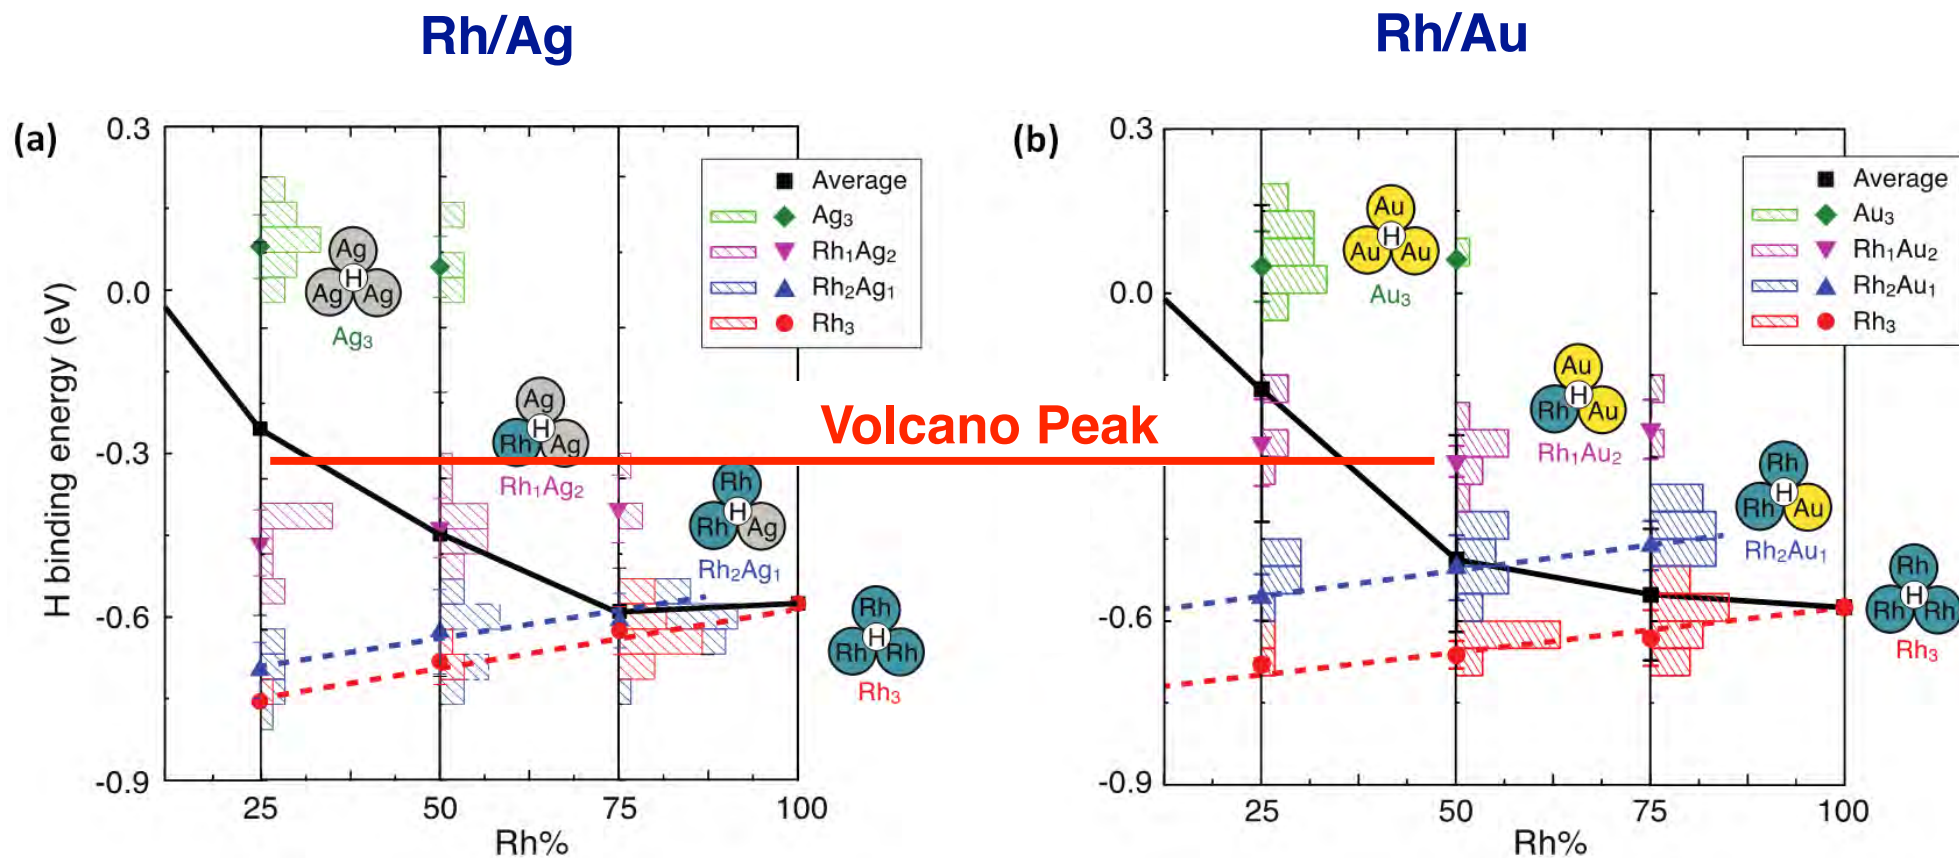 Rh/Ag
Rh/Au
(a)
0.3
0.0
-0.3
-0.6
-0.9
H binding energy (eV)
25
50
75
100
Rh%
Average
Ag3
Rh1Ag2
Rh2Ag1
Rh3
Ag
H
Ag
Ag
Ag3
Ag
H
Rh
Ag
Rh1Ag2
Rh
H
Rh
Ag
Rh2Ag1
Rh
H
Rh
Rh
Rh3
Volcano Peak
(b)
0.3
0.0
-0.6
-0.9
25
50
75
100
Rh%
Average
Au3
Rh1Au2
Rh2Au1
Rh3
Au
H
Au
Au
Au3
Au
H
Rh
Au
Rh1Au2
Rh
H
Rh
Au
Rh2Au1
Rh
H
Rh
Rh
Rh3